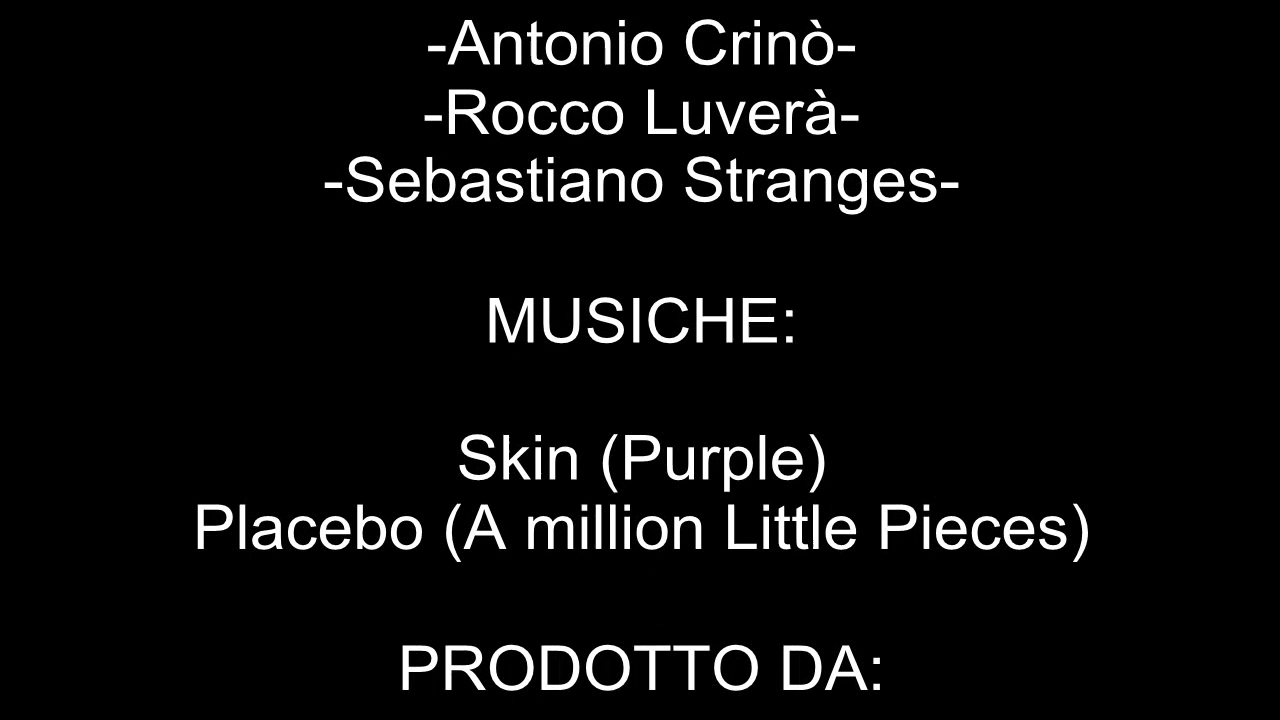 -Antonio Crinò-
-Rocco Luverà-
-Sebastiano Stranges-
MUSICHE:
Skin (Purple)
Placebo (A million Little Pieces)
PRODOTTO DA: